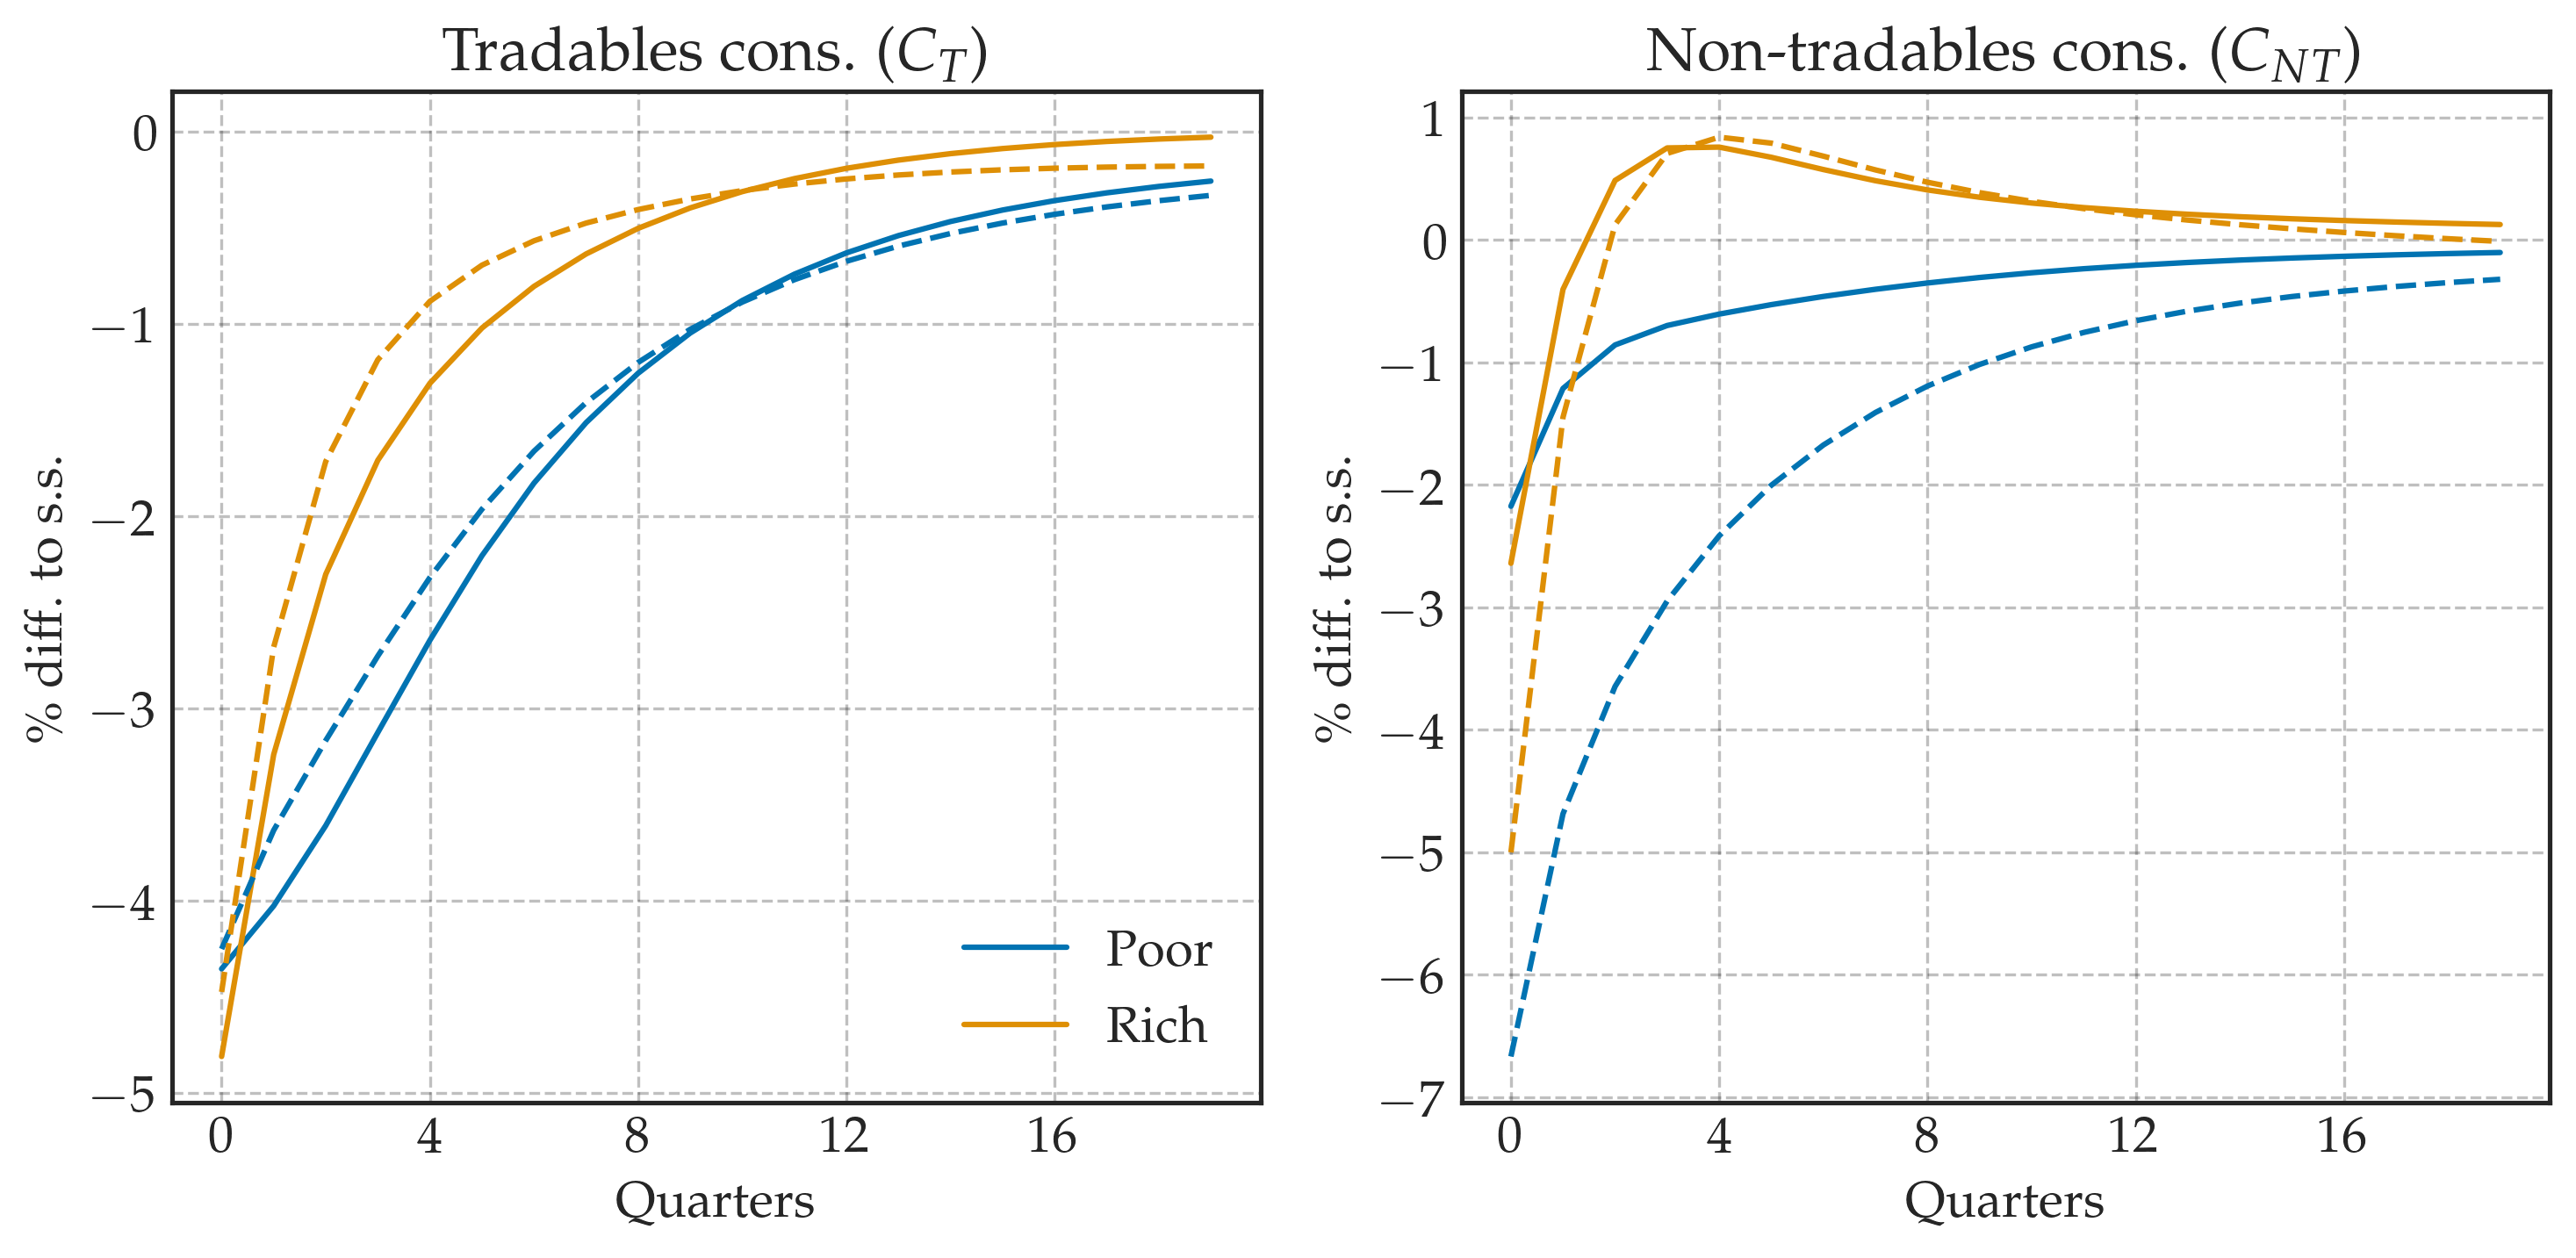 Tradables cons. (C_T)
% diff. to s.s.
0
−1
−2
−3
−4
−5
Poor
Rich
0 4 8 12 16
Quarters
Non-tradables cons. (C_{NT})
% diff. to s.s.
1
0
−1
−2
−3
−4
−5
−6
−7
0 4 8 12 16
Quarters